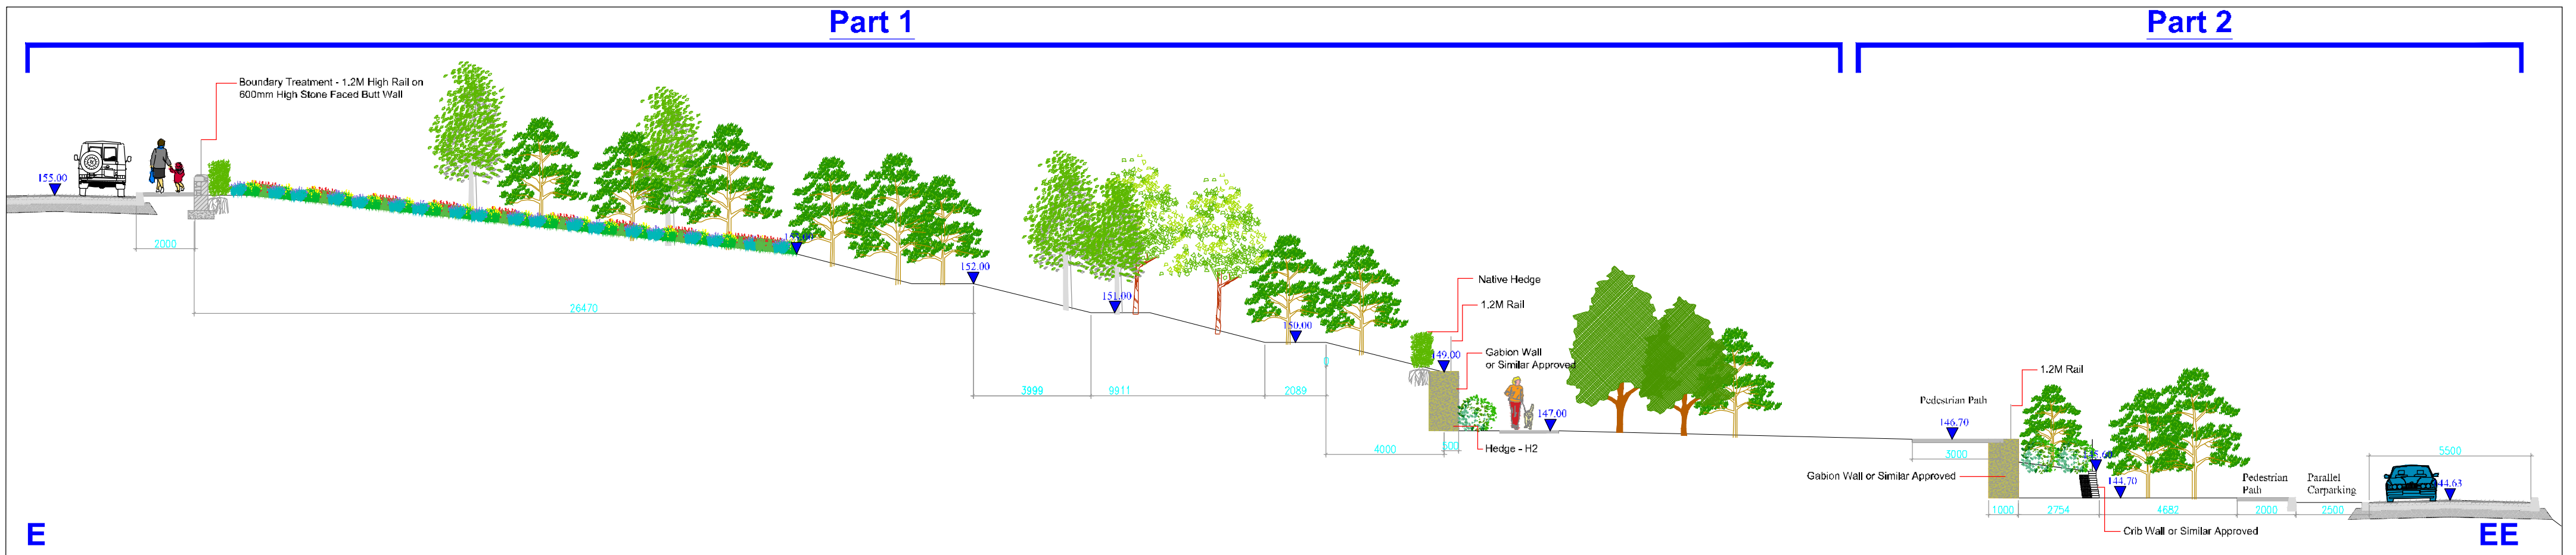 Part 1
Part 2
Boundary Treatment - 1.2M High Rail on
600mm High Stone Faced Butt Wall
155.00
2000
26470
152.00
151.00
150.00
3999
9911
2089
0
Native Hedge
1.2M Rail
Gabion Wall
or Similar Approved
149.00
147.00
Hedge - H2
4000
500
Pedestrian Path
146.70
3000
1.2M Rail
Gabion Wall or Similar Approved
144.70
Pedestrian
Path
Parallel
Carparking
5500
44.63
1000
2754
4682
2000
2500
Crib Wall or Similar Approved
E
EE